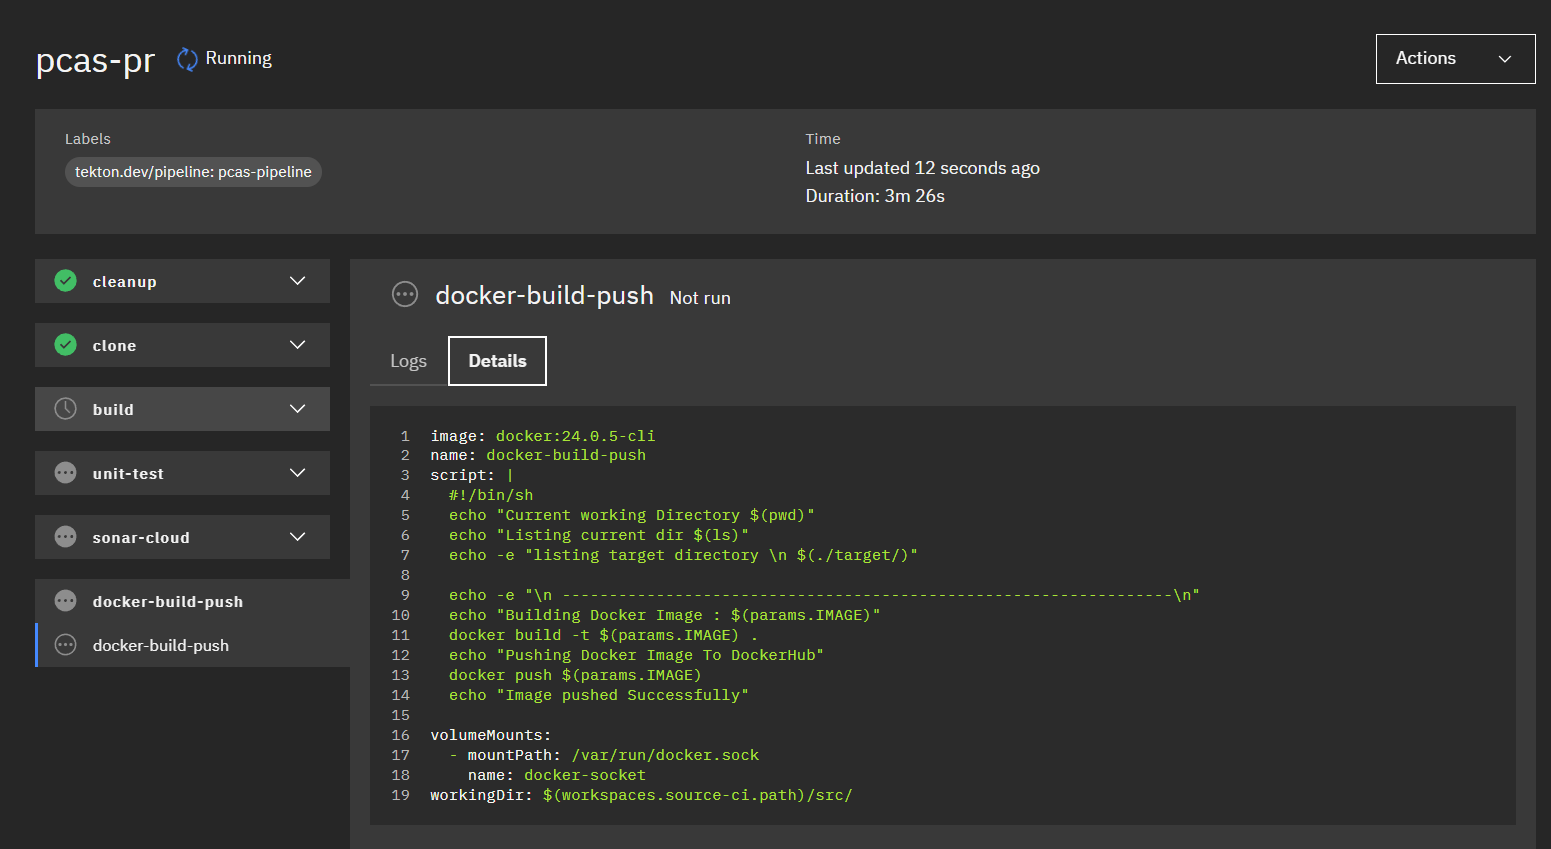 pcas-pr Running
Actions
Labels
tekton.dev/pipeline: pcas-pipeline
Time
Last updated 12 seconds ago
Duration: 3m 26s
cleanup
clone
build
unit-test
sonar-cloud
docker-build-push
docker-build-push
docker-build-push Not run
Logs Details
1 image: docker:24.0.5-cli
2 name: docker-build-push
3 script: |
4 #!/bin/sh
5 echo "Current working Directory $(pwd)"
6 echo "Listing current dir $(ls)"
7 echo -e "listing target directory \n $(./target/)"
8
9 echo -e "\n -----------------------------------------------------------------\n"
10 echo "Building Docker Image : $(params.IMAGE)"
11 docker build -t $(params.IMAGE) .
12 echo "Pushing Docker Image To DockerHub"
13 docker push $(params.IMAGE)
14 echo "Image pushed Successfully"
15
16 volumeMounts:
17 - mountPath: /var/run/docker.sock
18 name: docker-socket
19 workingDir: $(workspaces.source-ci.path)/src/